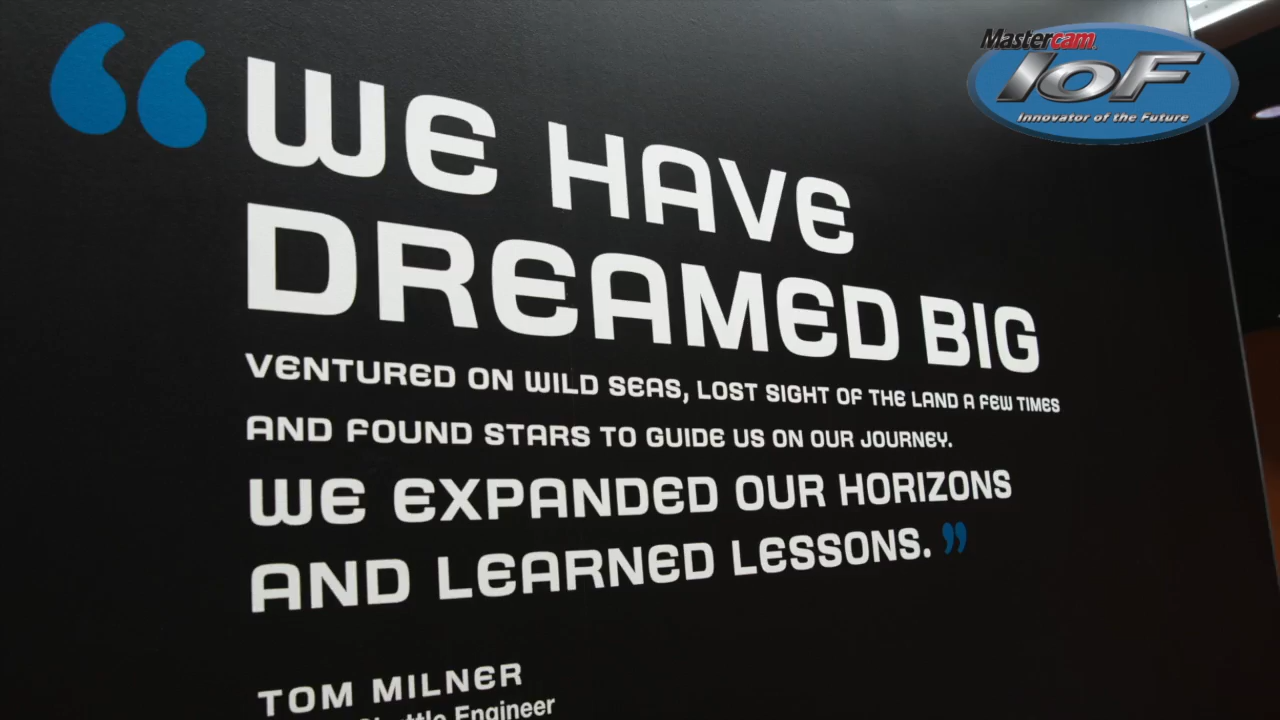 “WE HAVE
DREAMED BIG
VENTURED ON WILD SEAS, LOST SIGHT OF THE LAND A FEW TIMES
AND FOUND STARS TO GUIDE US ON OUR JOURNEY.
WE EXPANDED OUR HORIZONS
AND LEARNED LESSONS.”
TOM MILNER
Shuttle Engineer
Mastercam
IoF
Innovator of the Future